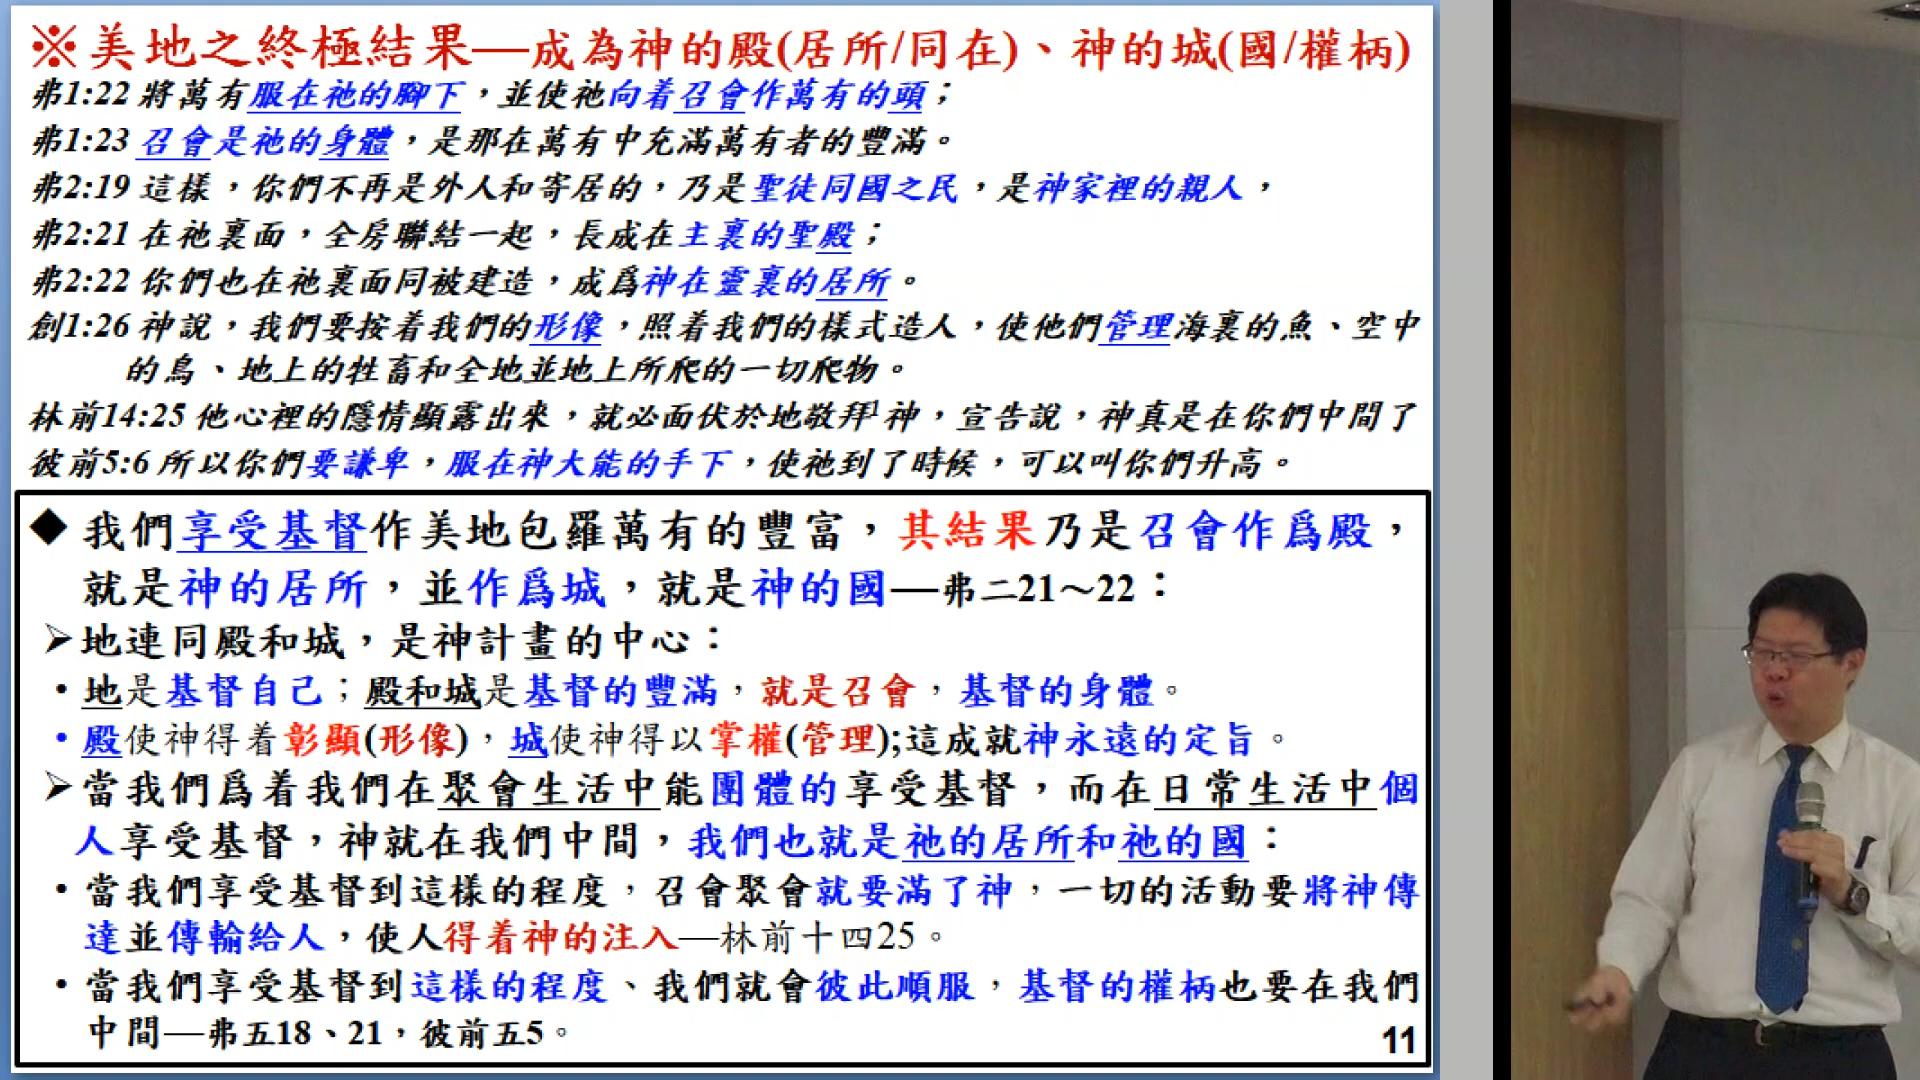 ※美地之終極結果—成為神的殿(居所/同在)、神的城(國/權柄)
弗1:22 將萬有服在祂的腳下，並使祂向着召會作萬有的頭；
弗1:23 召會是祂的身體，是那在萬有中充滿萬有者的豐滿。
弗2:19 這樣，你們不再是外人和寄居的，乃是聖徒同國之民，是神家裡的親人，
弗2:21 在祂裏面，全房聯結一起，長成在主裏的聖殿；
弗2:22 你們也在祂裏面同被建造，成爲神在靈裏的居所。
創1:26 神說，我們要按着我們的形像，照着我們的樣式造人，使他們管理海裏的魚、空中
的鳥、地上的牲畜和全地並地上所爬的一切爬物。
林前14:25 他心裡的隱情顯露出來，就必面伏於地敬拜1神，宣告說，神真是在你們中間了
彼前5:6 所以你們要謙卑，服在神大能的手下，使祂到了時候，可以叫你們升高。
◆ 我們享受基督作美地包羅萬有的豐富，其結果乃是召會作爲殿，
就是神的居所，並作爲城，就是神的國—弗二21～22：
➢地連同殿和城，是神計畫的中心：
•地是基督自己；殿和城是基督的豐滿，就是召會，基督的身體。
•殿使神得着彰顯(形像)，城使神得以掌權(管理);這成就神永遠的定旨。
➢當我們爲着我們在聚會生活中能團體的享受基督，而在日常生活中個
人享受基督，神就在我們中間，我們也就是祂的居所和祂的國：
•當我們享受基督到這樣的程度，召會聚會就要滿了神，一切的活動要將神傳
達並傳輸給人，使人得着神的注入—林前十四25。
•當我們享受基督到這樣的程度、我們就會彼此順服，基督的權柄也要在我們
中間—弗五18、21，彼前五5。
11